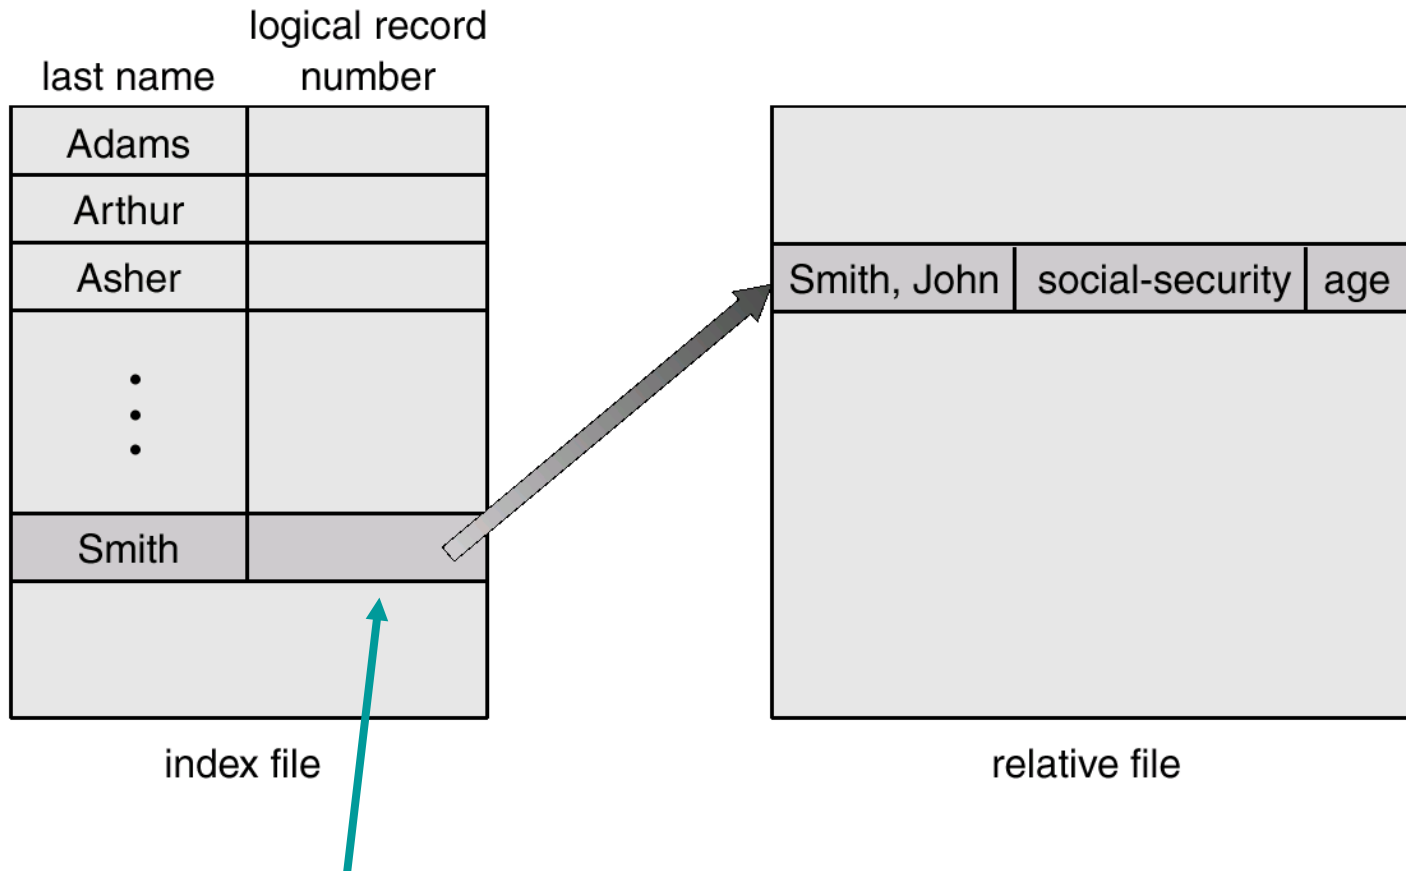 logical record
last name number
Adams
Arthur
Asher
Smith
Smith, John social-security age
index file
relative file